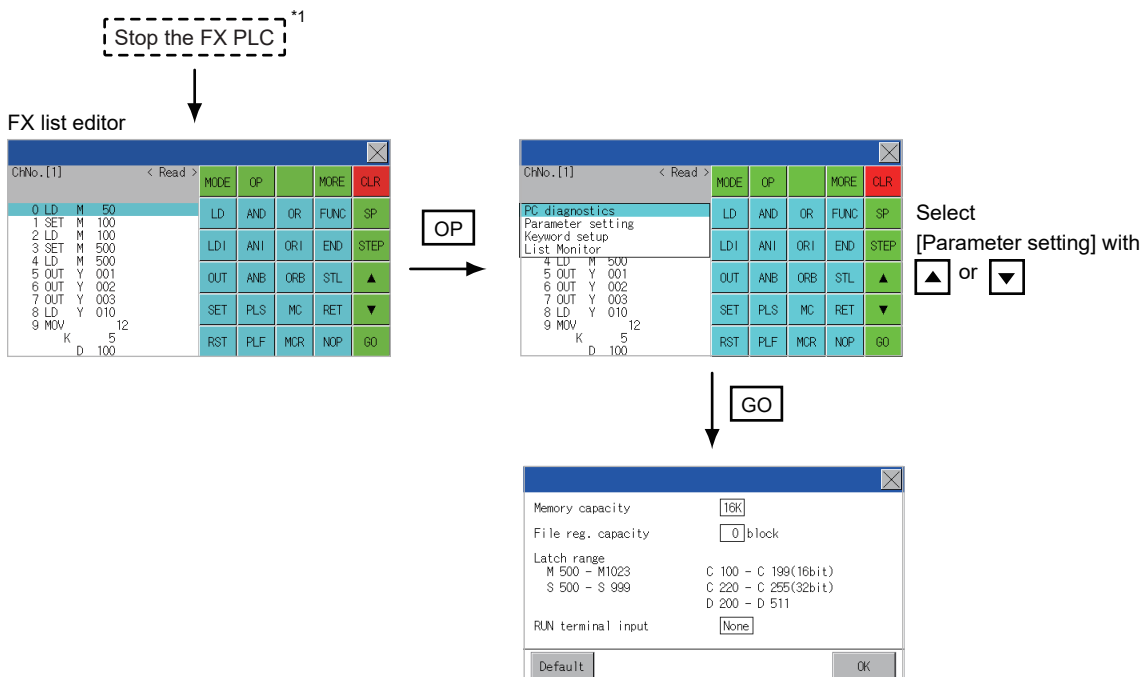 Stop the FX PLC *1
FX list editor
ChNo.[1] < Read >
MODE OP MORE CLR
0 LD M 50
1 SET M 100
2 LD M 100
3 SET M 500
4 LD M 500
5 OUT Y 001
6 OUT Y 002
7 OUT Y 003
8 LD Y 010
9 MOV 12
K 5
D 100
LD AND OR FUNC SP
LDI ANI ORI END STEP
OUT ANB ORB STL ▲
SET PLS MC RET ▼
RST PLF MCR NOP GO
OP
ChNo.[1] < Read >
MODE OP MORE CLR
PC diagnostics
Parameter setting
Keyword setup
List Monitor
4 LD M 500
5 OUT Y 001
6 OUT Y 002
7 OUT Y 003
8 LD Y 010
9 MOV 12
K 5
D 100
LD AND OR FUNC SP
LDI ANI ORI END STEP
OUT ANB ORB STL ▲
SET PLS MC RET ▼
RST PLF MCR NOP GO
Select
[Parameter setting] with
▲ or ▼
GO
Memory capacity 16K
File reg. capacity 0 block
Latch range
M 500 - M1023 C 100 - C 199(16bit)
S 500 - S 999 C 220 - C 255(32bit)
D 200 - D 511
RUN terminal input None
Default OK